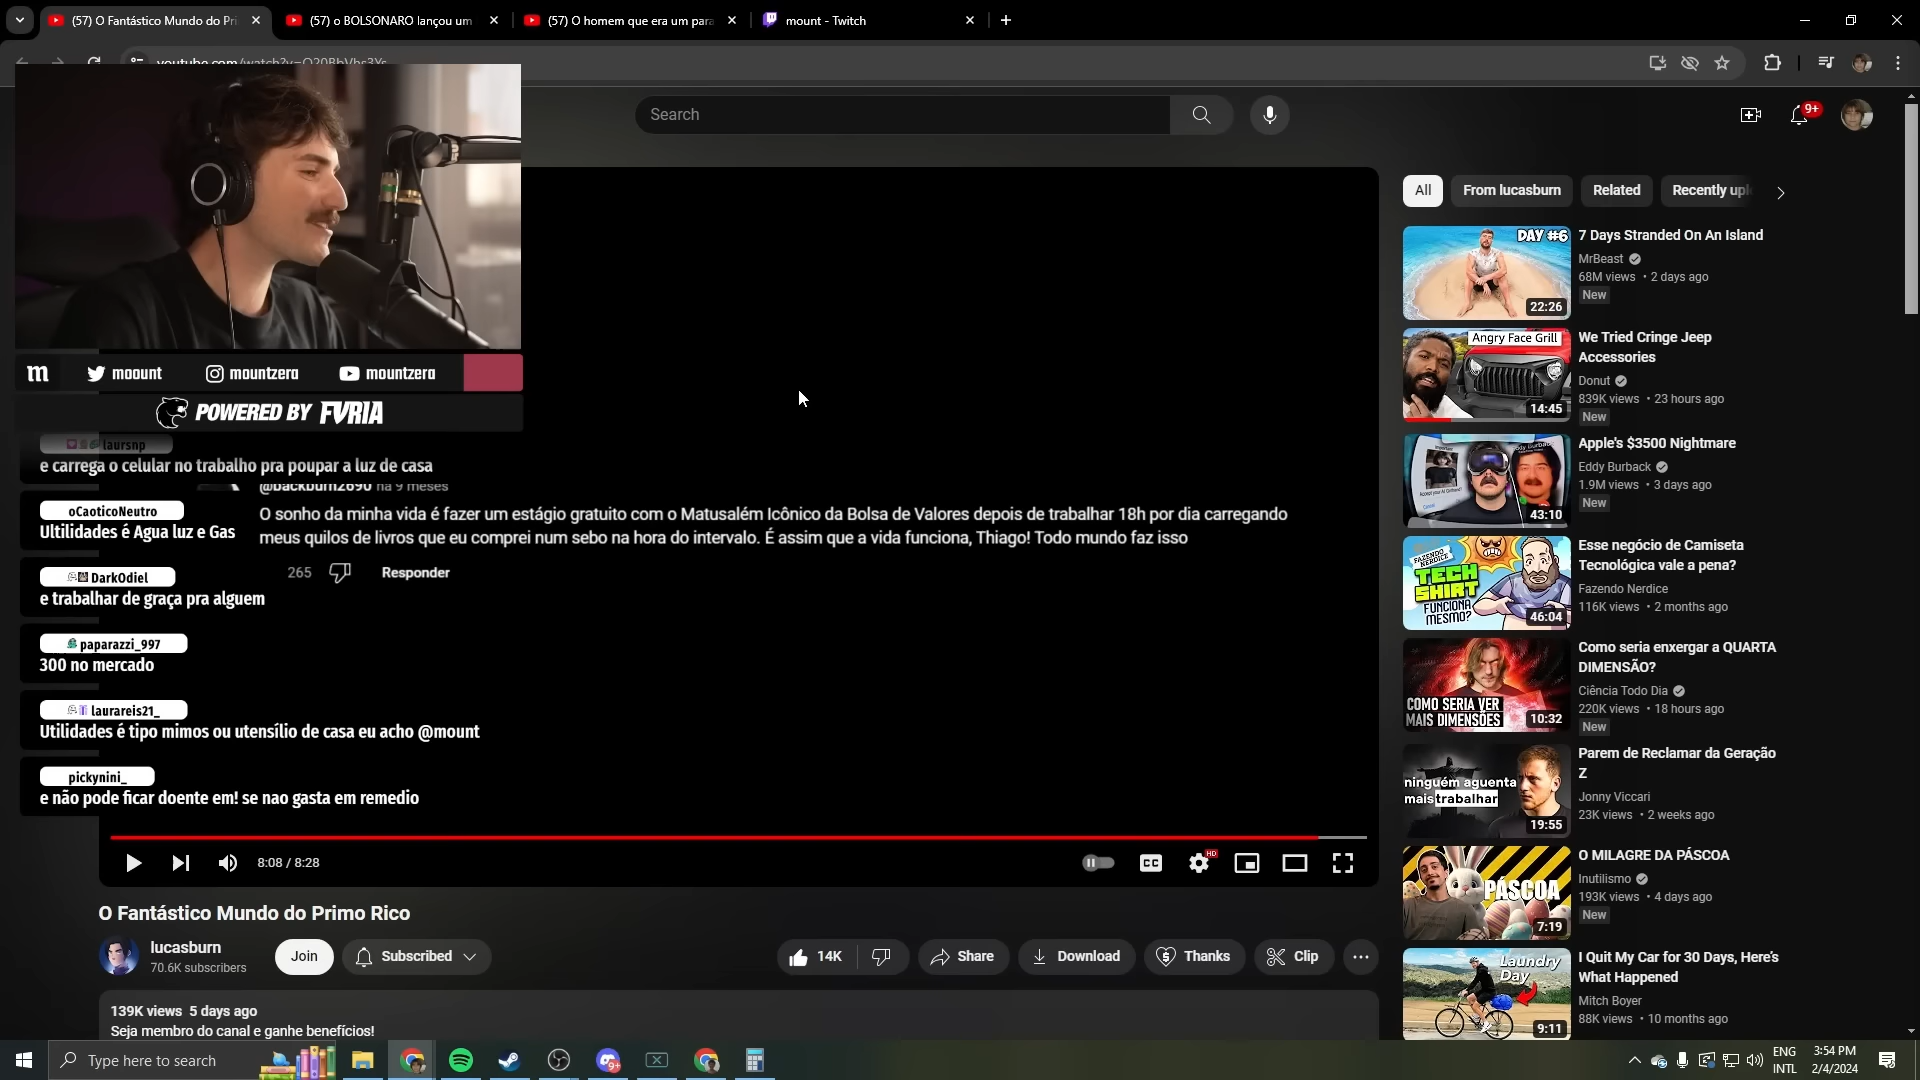 (57) O Fantástico Mundo do Pri
(57) o BOLSONARO lançou um
(57) O homem que era um para
mount - Twitch
Search
9+
moount
mountzera
mountzera
POWERED BY FVRIA
laursnp
e carrega o celular no trabalho pra poupar a luz de casa
oCaoticoNeutro
Ultilidades é Agua luz e Gas
DarkOdiel
e trabalhar de graça pra alguem
paparazzi_997
300 no mercado
laurareis21_
Utilidades é tipo mimos ou utensílio de casa eu acho @mount
pickynini_
e não pode ficar doente em! se nao gasta em remedio
há 9 meses
O sonho da minha vida é fazer um estágio gratuito com o Matusalém Icônico da Bolsa de Valores depois de trabalhar 18h por dia carregando
meus quilos de livros que eu comprei num sebo na hora do intervalo. É assim que a vida funciona, Thiago! Todo mundo faz isso
265
Responder
8:08 / 8:28
CC
HD
O Fantástico Mundo do Primo Rico
lucasburn
70.6K subscribers
Join
Subscribed
14K
Share
Download
Thanks
Clip
139K views 5 days ago
Seja membro do canal e ganhe benefícios!
All
From lucasburn
Related
Recently upl
DAY #6
22:26
7 Days Stranded On An Island
MrBeast
68M views • 2 days ago
New
Angry Face Grill
14:45
We Tried Cringe Jeep
Accessories
Donut
839K views • 23 hours ago
New
43:10
Apple's $3500 Nightmare
Eddy Burback
1.9M views • 3 days ago
New
FAZENDO
NERDICE
TECH
SHIRT
FUNCIONA
MESMO?
46:04
Esse negócio de Camiseta
Tecnológica vale a pena?
Fazendo Nerdice
116K views • 2 months ago
COMO SERIA VER
MAIS DIMENSÕES
10:32
Como seria enxergar a QUARTA
DIMENSÃO?
Ciência Todo Dia
220K views • 18 hours ago
New
ninguém aguenta
mais trabalhar
19:55
Parem de Reclamar da Geração
Z
Jonny Viccari
23K views • 2 weeks ago
PÁSCOA
7:19
O MILAGRE DA PÁSCOA
Inutilismo
193K views • 4 days ago
New
Laundry
Day
9:11
I Quit My Car for 30 Days, Here's
What Happened
Mitch Boyer
88K views • 10 months ago
Type here to search
ENG
INTL
3:54 PM
2/4/2024